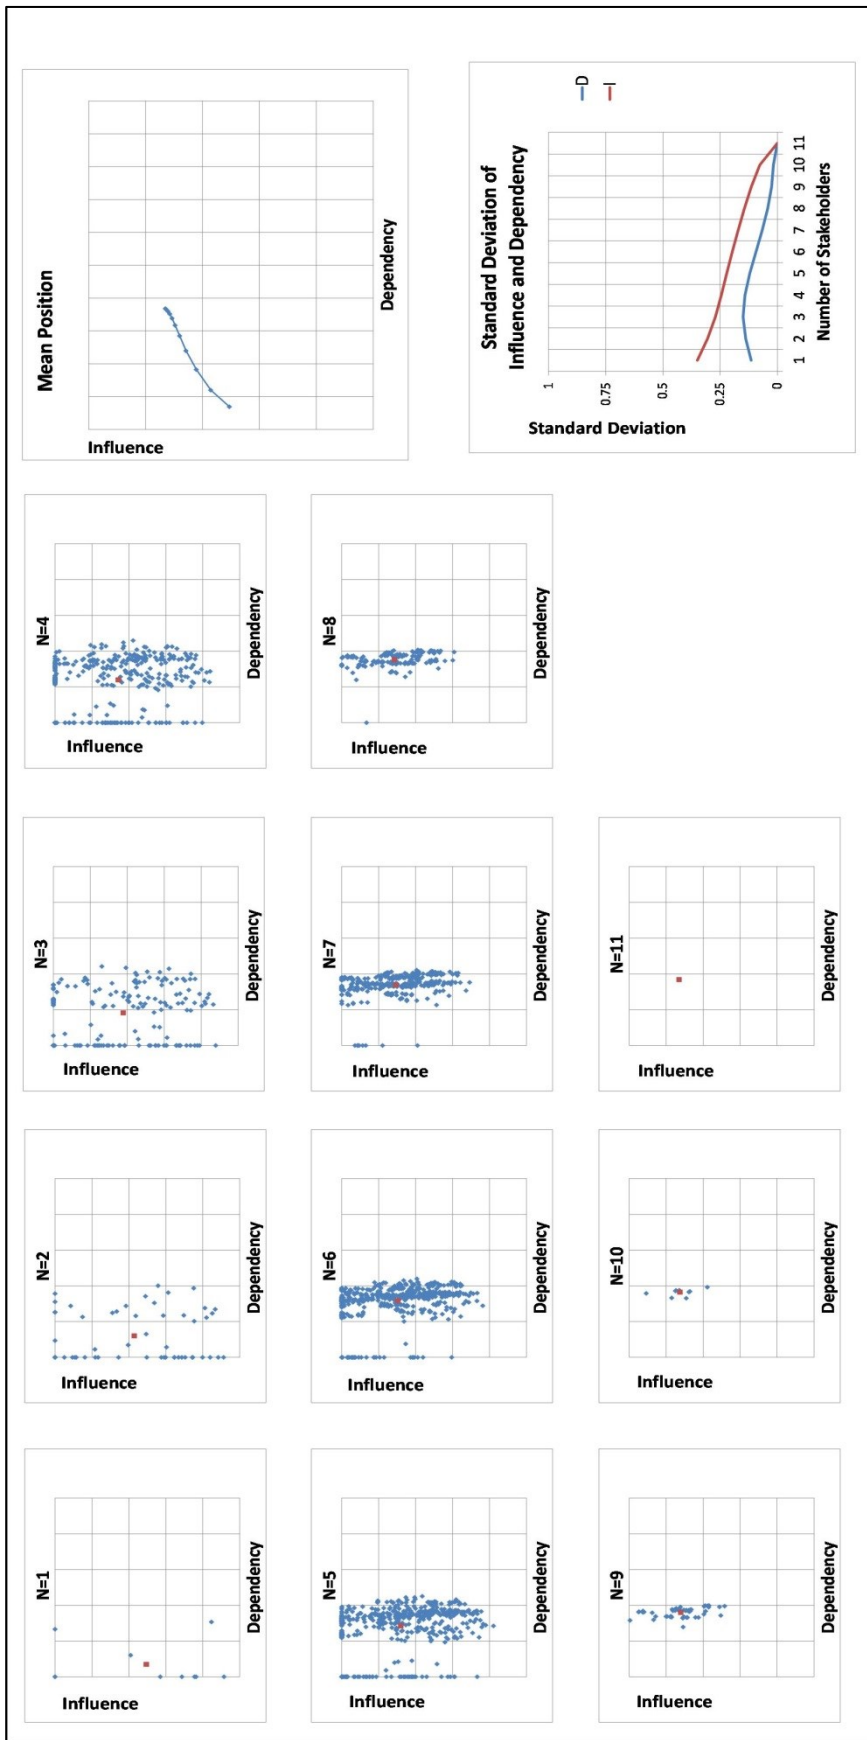 N=1
Influence
Dependency
N=2
Influence
Dependency
N=3
Influence
Dependency
N=4
Influence
Dependency
Mean Position
Influence
Dependency
N=5
Influence
Dependency
N=6
Influence
Dependency
N=7
Influence
Dependency
N=8
Influence
Dependency
Standard Deviation of
Influence and Dependency
Standard Deviation
1
0.75
0.5
0.25
0
1 2 3 4 5 6 7 8 9 10 11
Number of Stakeholders
D
I
N=9
Influence
Dependency
N=10
Influence
Dependency
N=11
Influence
Dependency